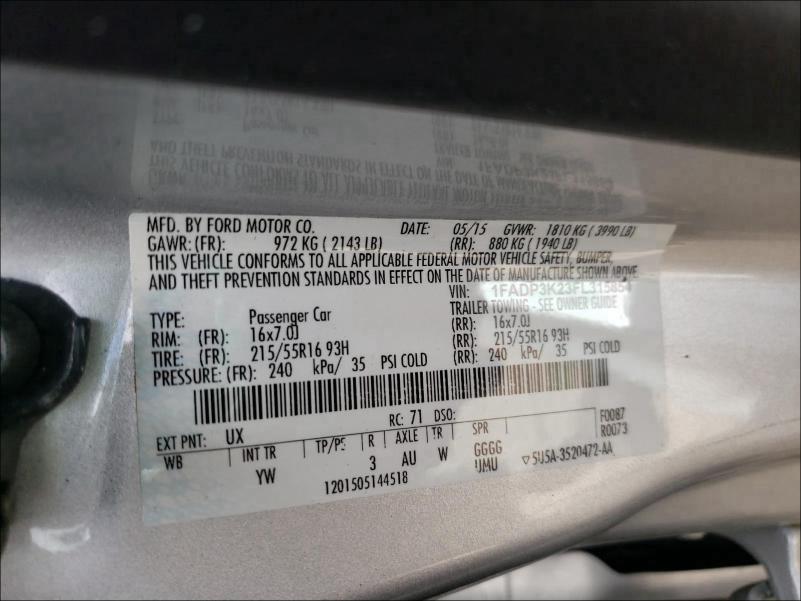 MFD. BY FORD MOTOR CO. DATE: 05/15 GVWR: 1810 KG ( 3990 LB)
GAWR: (FR): 972 KG ( 2143 LB) (RR): 880 KG ( 1940 LB)
THIS VEHICLE CONFORMS TO ALL APPLICABLE FEDERAL MOTOR VEHICLE SAFETY, BUMPER,
AND THEFT PREVENTION STANDARDS IN EFFECT ON THE DATE OF MANUFACTURE SHOWN ABOVE
VIN: 1FADP3K23FL315854
TYPE: Passenger Car TRAILER TOWING - SEE OWNER GUIDE
RIM: (FR): 16x7.0J (RR): 16x7.0J
TIRE: (FR): 215/55R16 93H (RR): 215/55R16 93H
PRESSURE: (FR): 240 kPa/ 35 PSI COLD (RR): 240 kPa/ 35 PSI COLD
EXT PNT: UX RC: 71 DSO: F0087
WB INT TR TP/PS R AXLE TR SPR R0073
YW 3 AU W GGGG
UMU ▽5U5A-3520472-AA
1201505144518